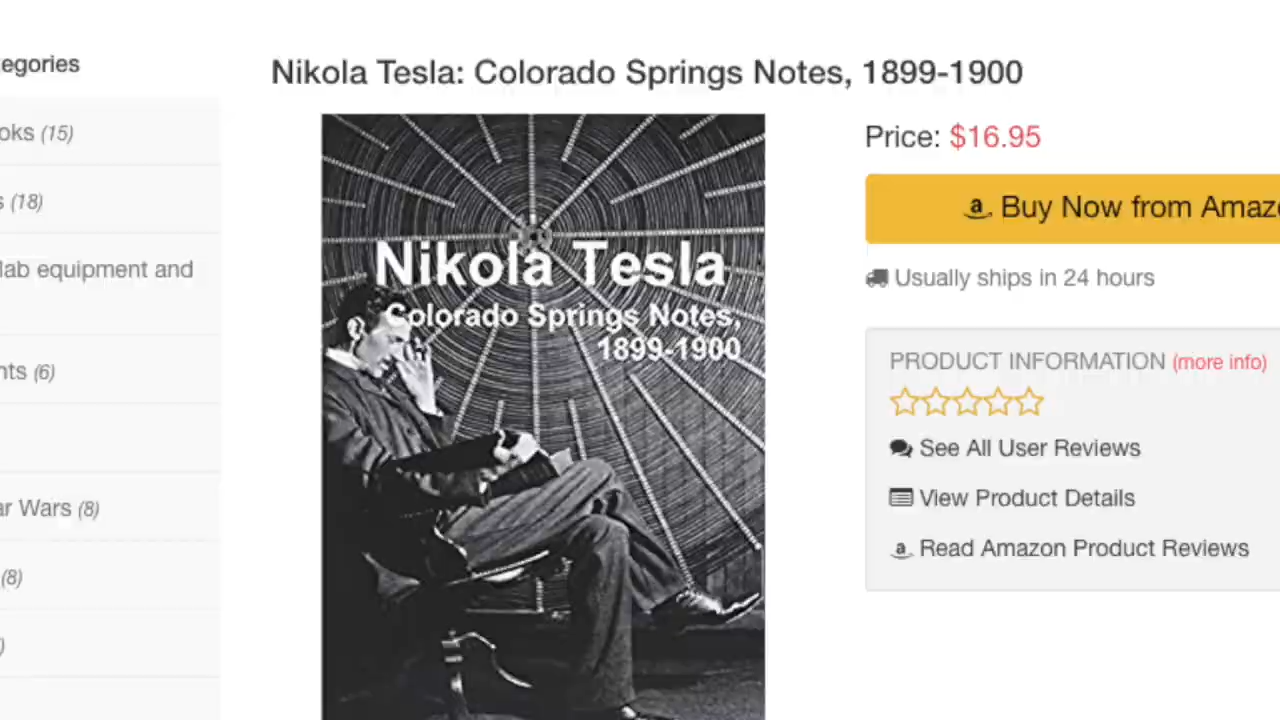 egories
oks (15)
s (18)
lab equipment and
nts (6)
ar Wars (8)
(8)
)
Nikola Tesla: Colorado Springs Notes, 1899-1900
Nikola Tesla
Colorado Springs Notes,
1899-1900
Price: $16.95
Buy Now from Amaz
Usually ships in 24 hours
PRODUCT INFORMATION (more info)
See All User Reviews
View Product Details
Read Amazon Product Reviews